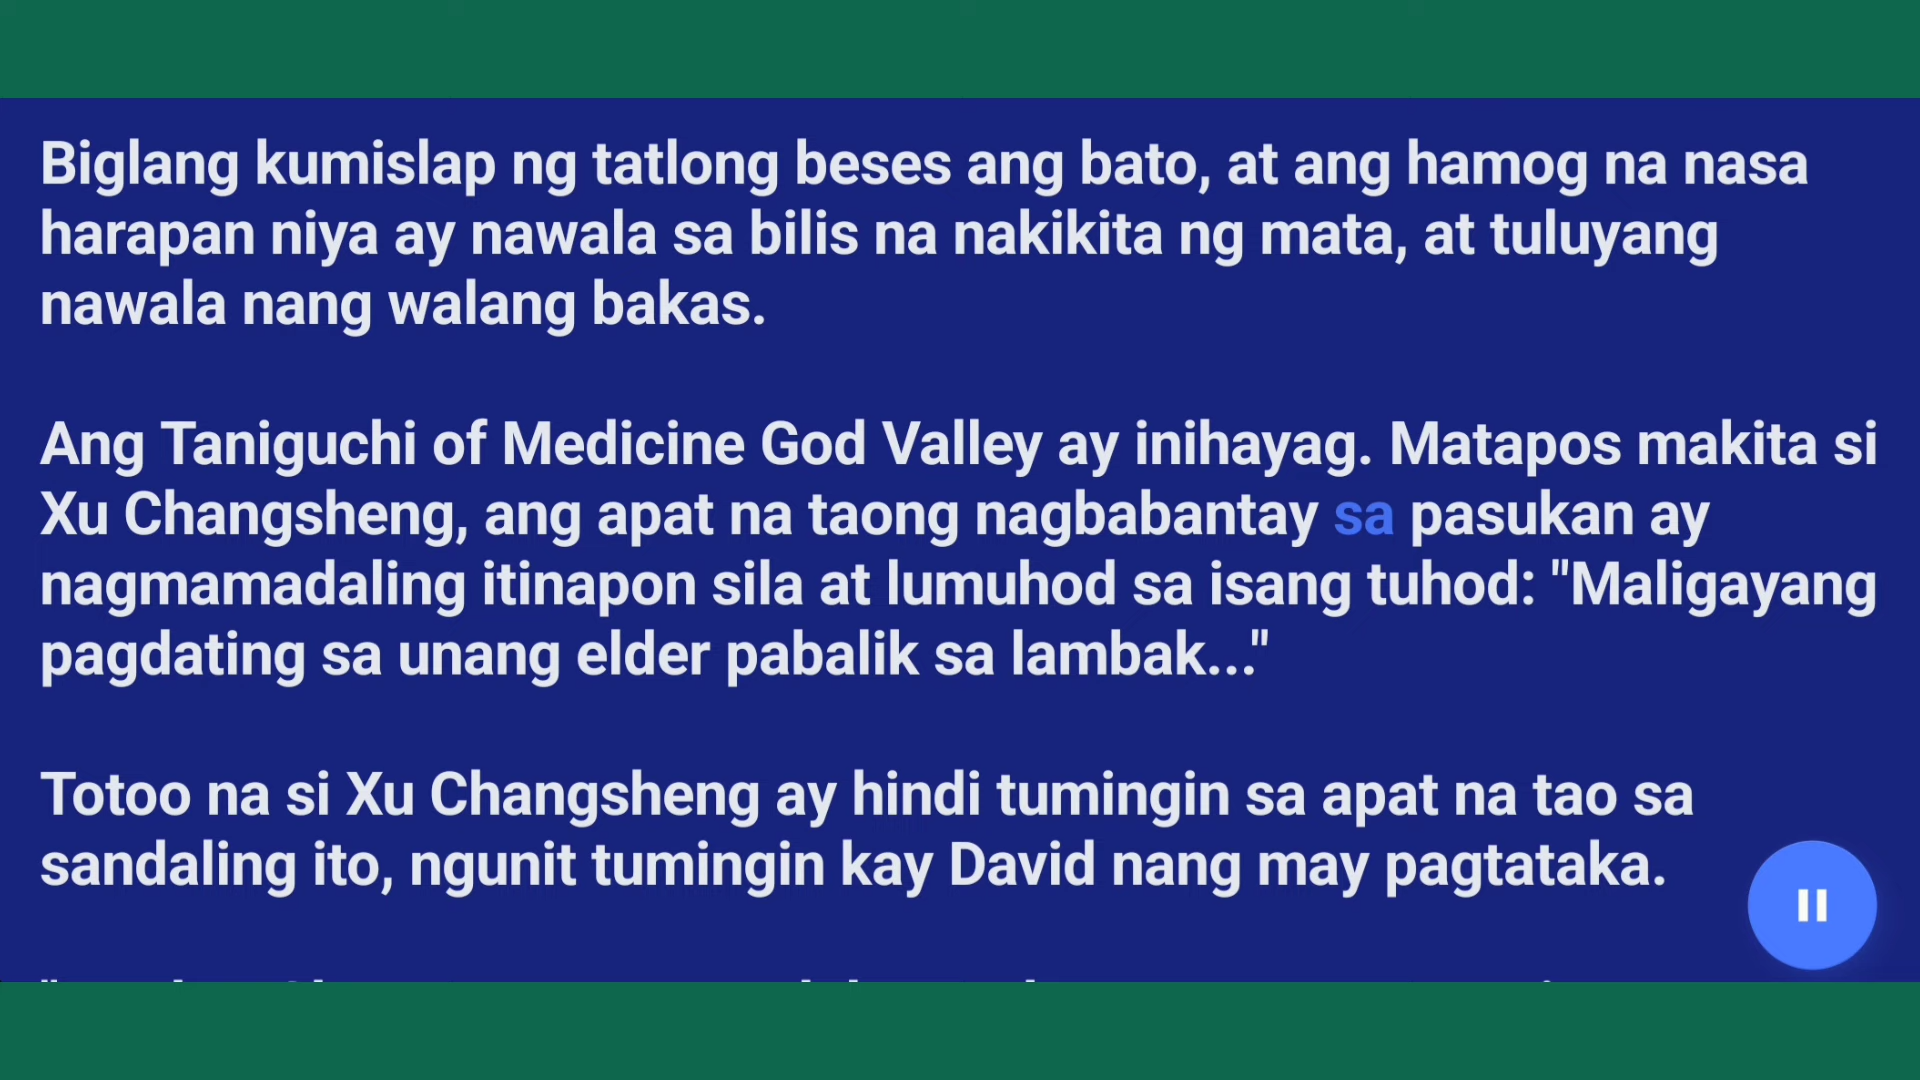 Biglang kumislap ng tatlong beses ang bato, at ang hamog na nasa
harapan niya ay nawala sa bilis na nakikita ng mata, at tuluyang
nawala nang walang bakas.
Ang Taniguchi of Medicine God Valley ay inihayag. Matapos makita si
Xu Changsheng, ang apat na taong nagbabantay sa pasukan ay
nagmamadaling itinapon sila at lumuhod sa isang tuhod: "Maligayang
pagdating sa unang elder pabalik sa lambak..."
Totoo na si Xu Changsheng ay hindi tumingin sa apat na tao sa
sandaling ito, ngunit tumingin kay David nang may pagtataka.